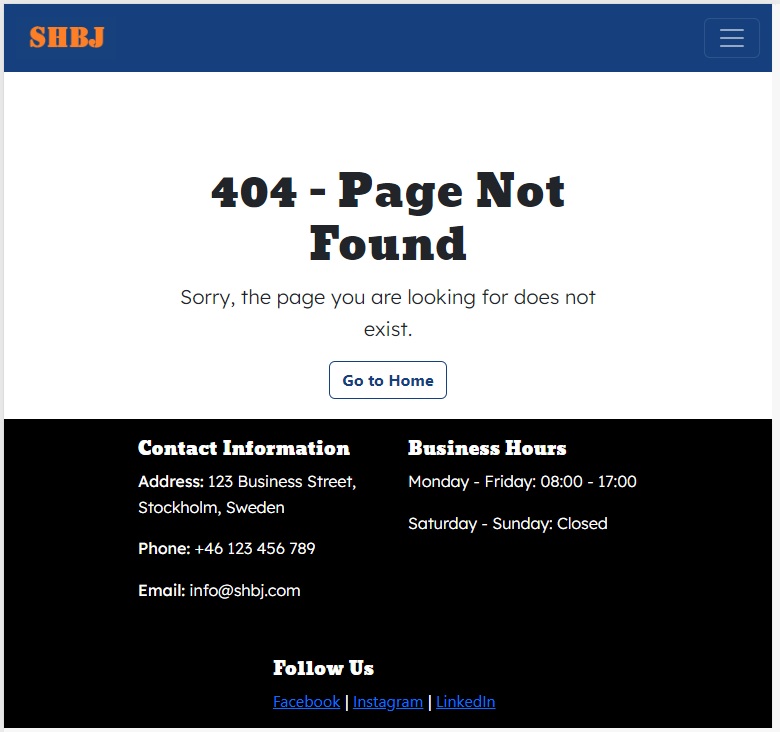 SHBJ
404 - Page Not
Found
Sorry, the page you are looking for does not
exist.
Go to Home
Contact Information
Address: 123 Business Street,
Stockholm, Sweden
Phone: +46 123 456 789
Email: info@shbj.com
Business Hours
Monday - Friday: 08:00 - 17:00
Saturday - Sunday: Closed
Follow Us
Facebook | Instagram | LinkedIn